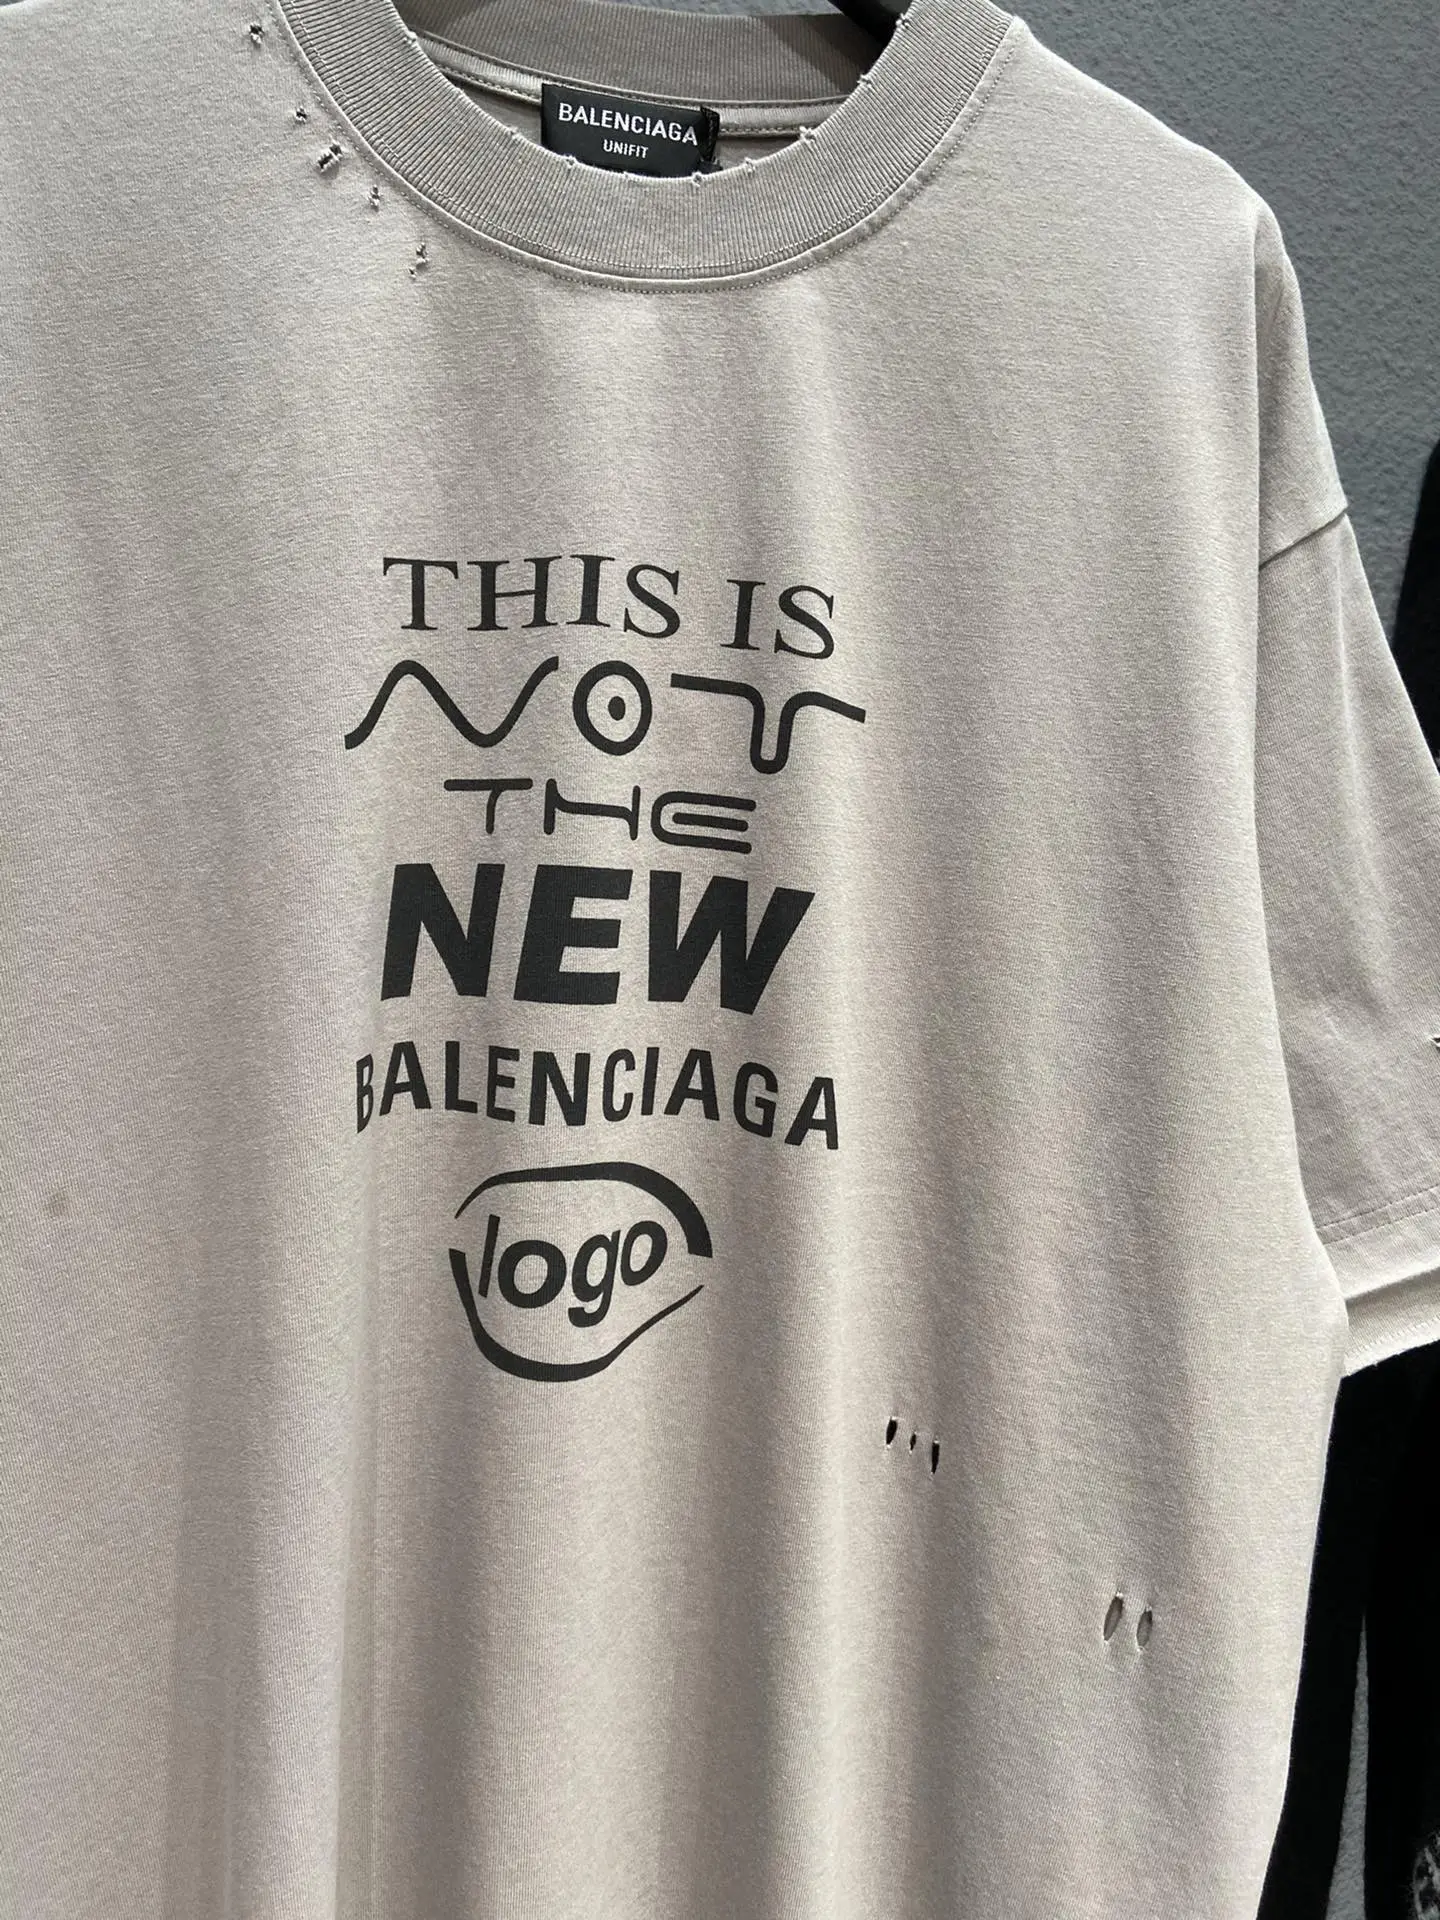 BALENCIAGA
UNIFIT
THIS IS
NOT
THE
NEW
BALENCIAGA
logo